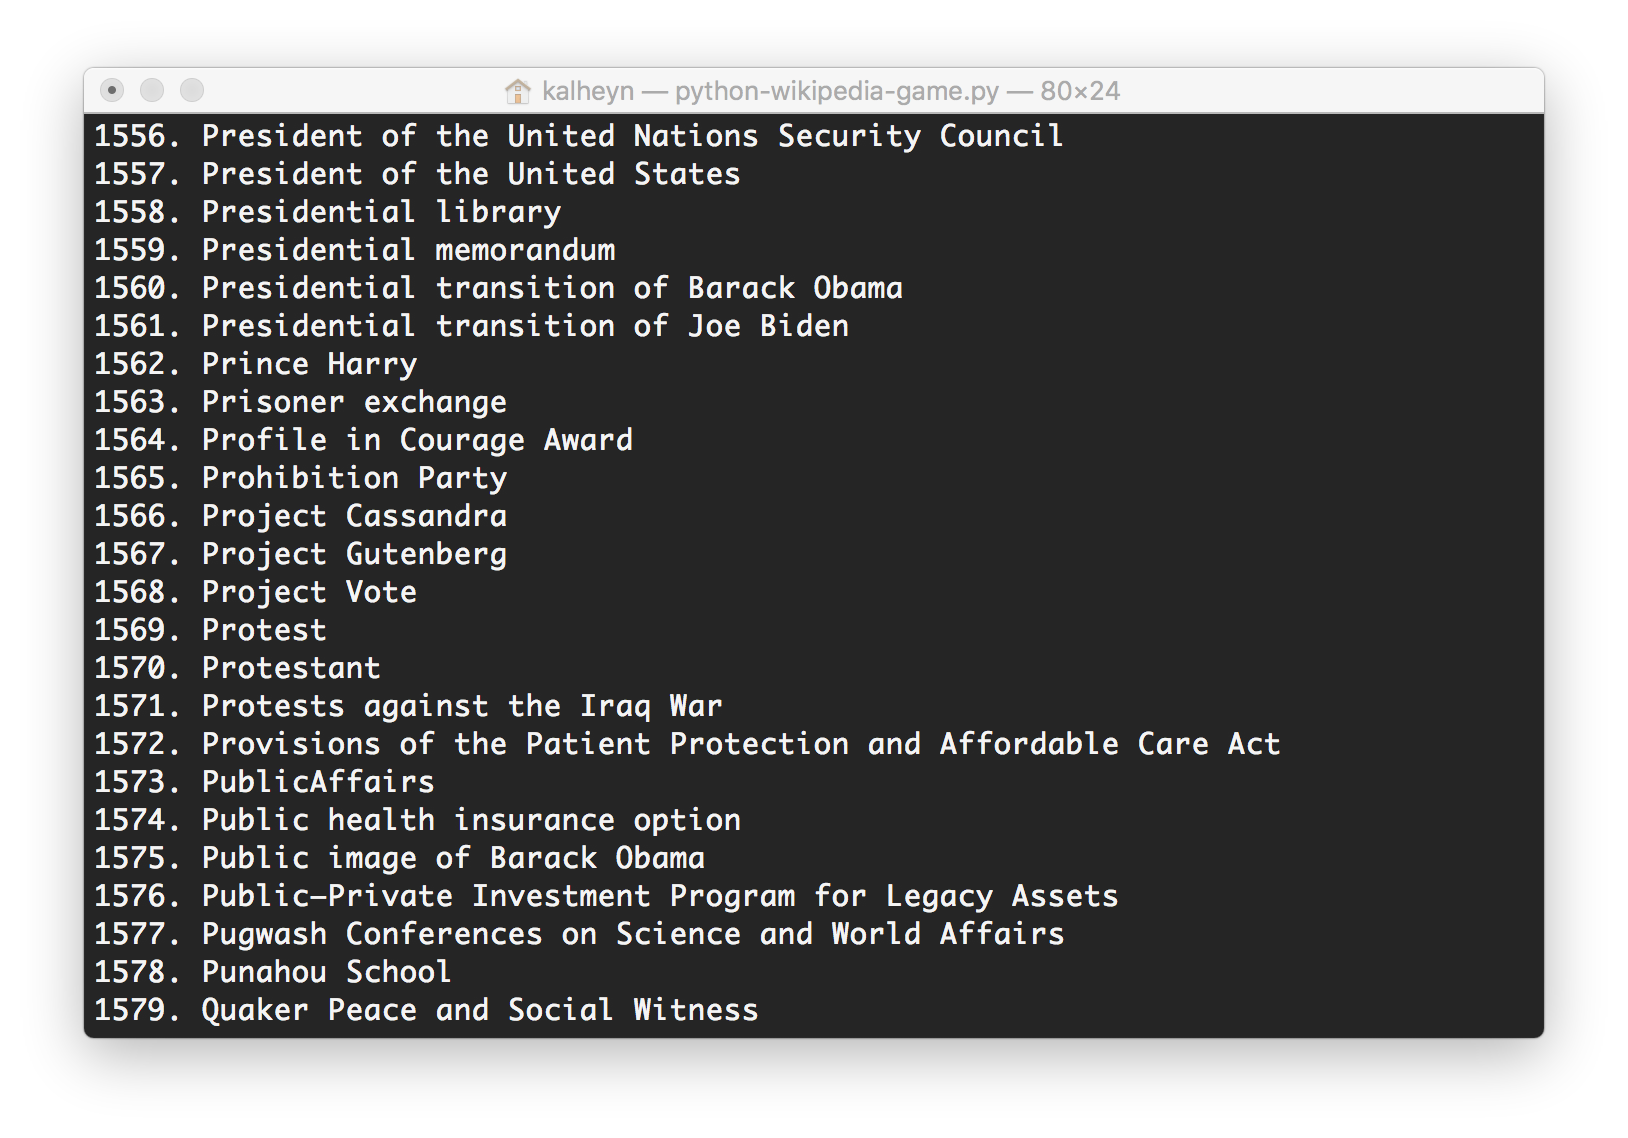 kalheyn — python-wikipedia-game.py — 80×24
1556. President of the United Nations Security Council
1557. President of the United States
1558. Presidential library
1559. Presidential memorandum
1560. Presidential transition of Barack Obama
1561. Presidential transition of Joe Biden
1562. Prince Harry
1563. Prisoner exchange
1564. Profile in Courage Award
1565. Prohibition Party
1566. Project Cassandra
1567. Project Gutenberg
1568. Project Vote
1569. Protest
1570. Protestant
1571. Protests against the Iraq War
1572. Provisions of the Patient Protection and Affordable Care Act
1573. PublicAffairs
1574. Public health insurance option
1575. Public image of Barack Obama
1576. Public–Private Investment Program for Legacy Assets
1577. Pugwash Conferences on Science and World Affairs
1578. Punahou School
1579. Quaker Peace and Social Witness